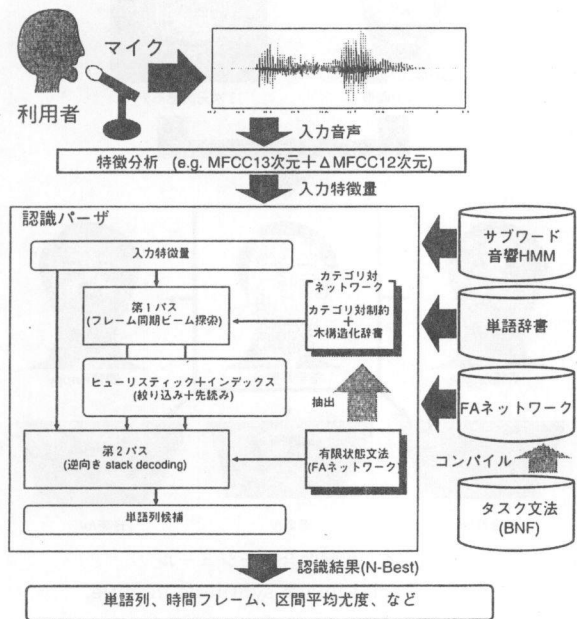 マイク
利用者
入力音声
特徴分析 (e.g. MFCC13次元+ΔMFCC12次元)
入力特徴量
認識パーザ
入力特徴量
第1パス
(フレーム同期ビーム探索)
ヒューリスティック+インデックス
(絞り込み+先読み)
第2パス
(逆向き stack decoding)
単語列候補
カテゴリ対
ネットワーク
カテゴリ対制約
+
木構造化辞書
抽出
有限状態文法
(FAネットワーク)
サブワード
音響HMM
単語辞書
FAネットワーク
コンパイル
タスク文法
(BNF)
認識結果(N-Best)
単語列、時間フレーム、区間平均尤度、など